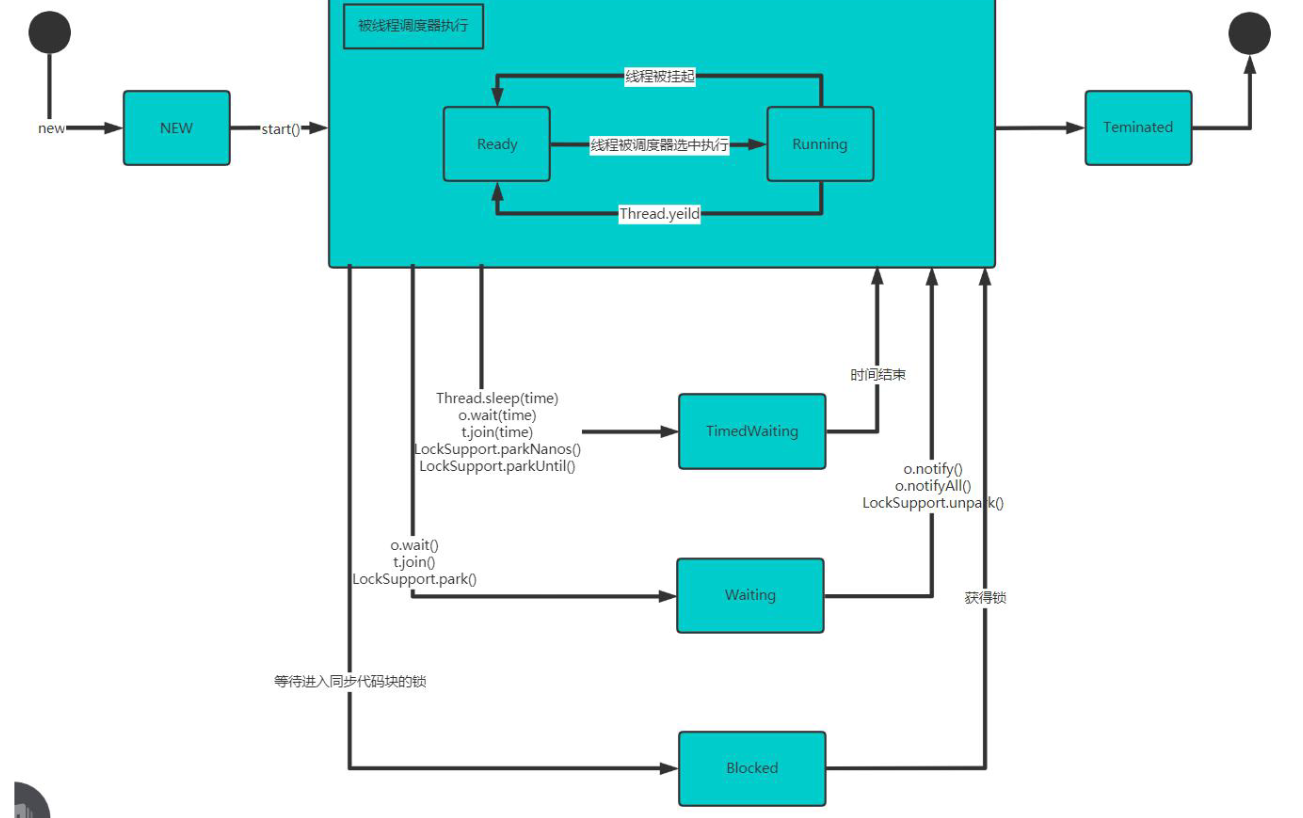 被线程调度器执行
线程被挂起
new
NEW
start()
Ready
线程被调度器选中执行
Running
Teminated
Thread.yeild
Thread.sleep(time)
o.wait(time)
t.join(time)
LockSupport.parkNanos()
LockSupport.parkUntil()
TimedWaiting
时间结束
o.notify()
o.notifyAll()
LockSupport.unpark()
o.wait()
t.join()
LockSupport.park()
Waiting
获得锁
等待进入同步代码块的锁
Blocked